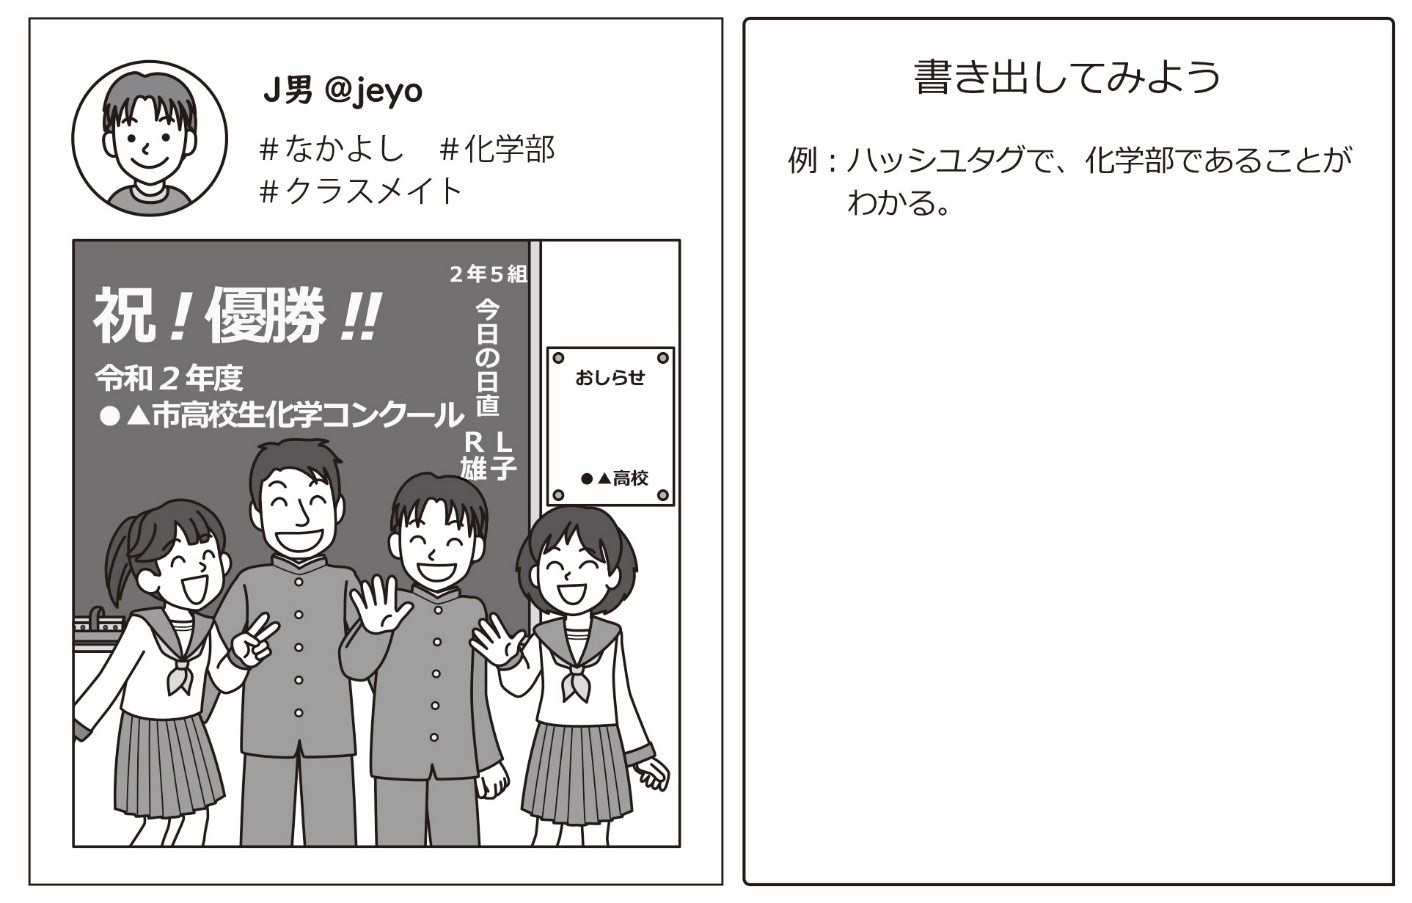 J男 @jeyo
＃なかよし　＃化学部
＃クラスメイト
２年５組
祝！優勝!!
今日の日直
令和２年度
●▲市高校生化学コンクール
R雄
L子
おしらせ
●▲高校
書き出してみよう
例：ハッシュタグで、化学部であることが
わかる。